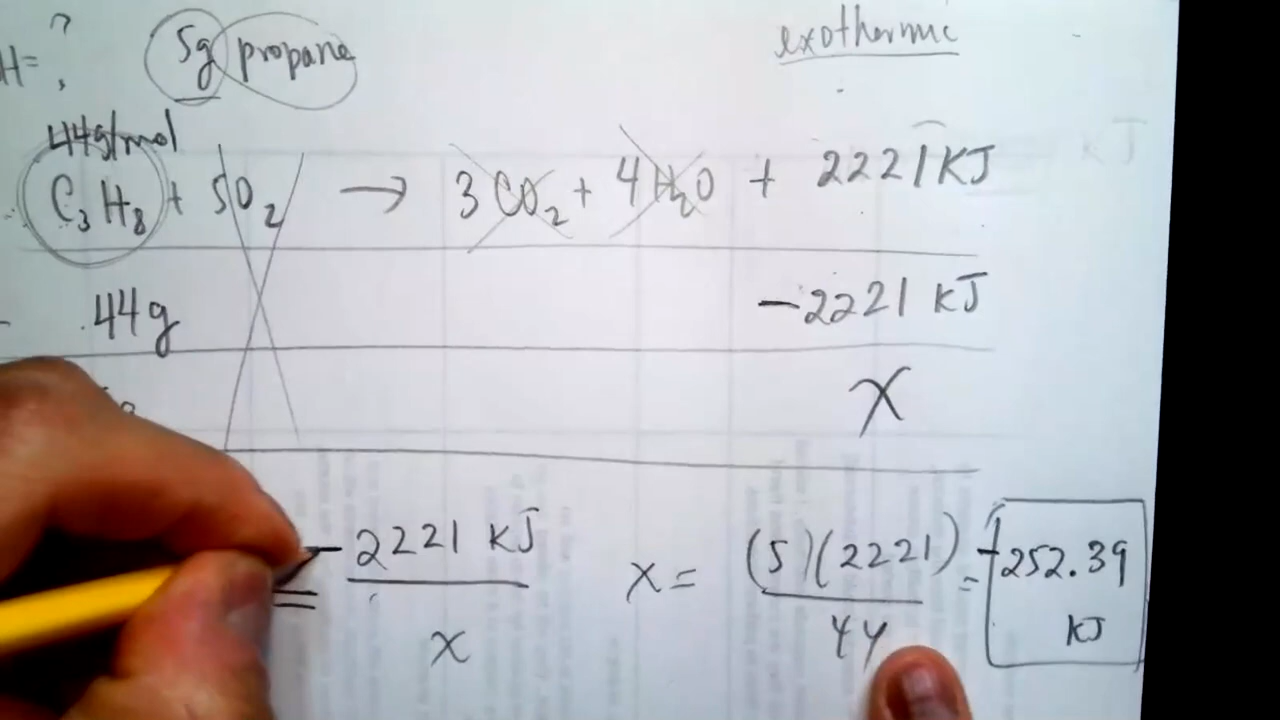 H= ? 5g propane exothermic
44g/mol
C3H8 + 5O2 → 3CO2 + 4H2O + 2221 KJ
44g -2221 KJ
X
-2221 KJ / x x = (5)(2221) / 44 = -252.39 KJ